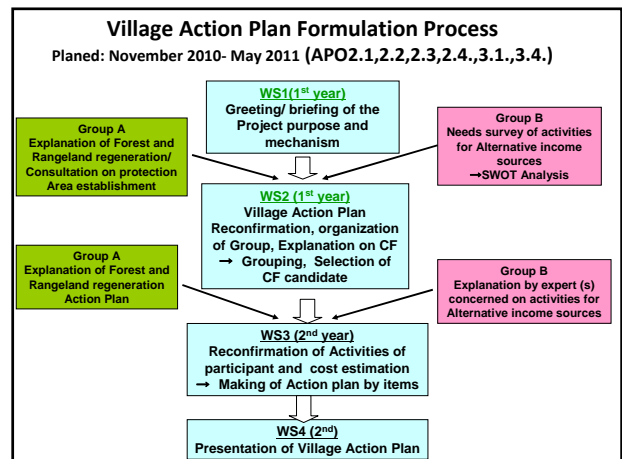 Village Action Plan Formulation Process
Planed: November 2010- May 2011 (APO2.1,2.2,2.3,2.4.,3.1.,3.4.)
WS1(1st year)
Greeting/ briefing of the
Project purpose and
mechanism
Group A
Explanation of Forest and
Rangeland regeneration/
Consultation on protection
Area establishment
Group B
Needs survey of activities
for Alternative income
sources
→SWOT Analysis
WS2 (1st year)
Village Action Plan
Reconfirmation, organization
of Group, Explanation on CF
→ Grouping, Selection of
CF candidate
Group A
Explanation of Forest and
Rangeland regeneration
Action Plan
Group B
Explanation by expert (s)
concerned on activities for
Alternative income sources
WS3 (2nd year)
Reconfirmation of Activities of
participant and cost estimation
→ Making of Action plan by items
WS4 (2nd)
Presentation of Village Action Plan